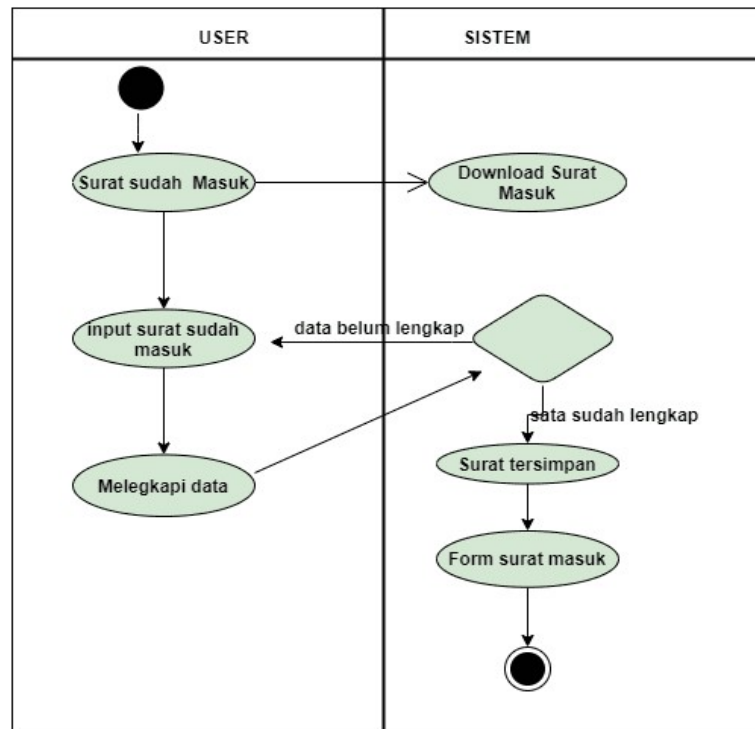 USER
SISTEM
Surat sudah  Masuk
Download Surat
Masuk
input surat sudah
masuk
data belum lengkap
sata sudah lengkap
Melegkapi data
Surat tersimpan
Form surat masuk